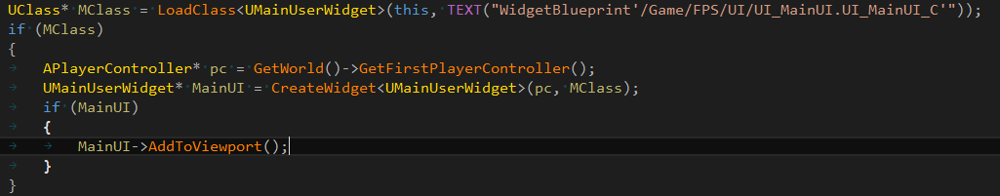 UClass* MClass = LoadClass<UMainUserWidget>(this, TEXT("WidgetBlueprint'/Game/FPS/UI/UI_MainUI.UI_MainUI_C'"));
if (MClass)
{
    APlayerController* pc = GetWorld()->GetFirstPlayerController();
    UMainUserWidget* MainUI = CreateWidget<UMainUserWidget>(pc, MClass);
    if (MainUI)
    {
        MainUI->AddToViewport();
    }
}